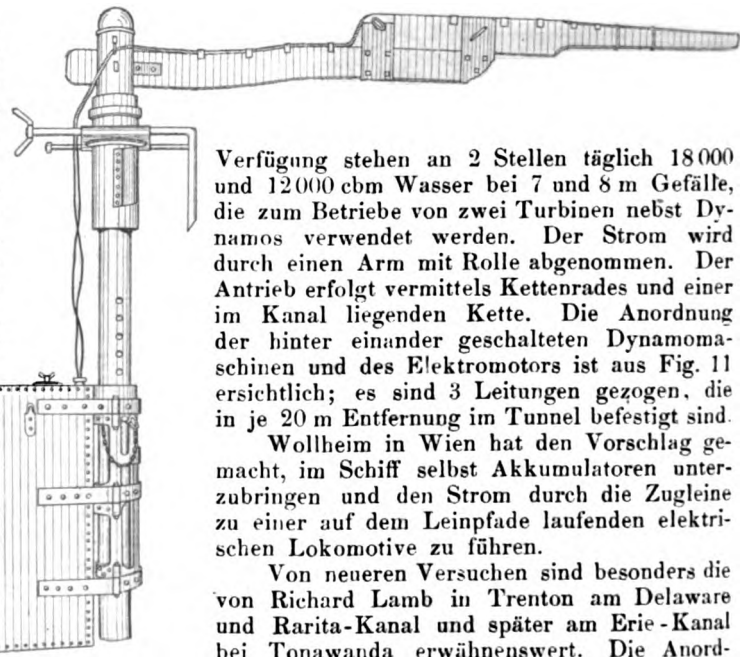 Verfügung stehen an 2 Stellen täglich 18000
und 12000 cbm Wasser bei 7 und 8 m Gefälle,
die zum Betriebe von zwei Turbinen nebst Dy-
namos verwendet werden. Der Strom wird
durch einen Arm mit Rolle abgenommen. Der
Antrieb erfolgt vermittels Kettenrades und einer
im Kanal liegenden Kette. Die Anordnung
der hinter einander geschalteten Dynamoma-
schinen und des Elektromotors ist aus Fig. 11
ersichtlich; es sind 3 Leitungen gezogen, die
in je 20 m Entfernung im Tunnel befestigt sind.
Wollheim in Wien hat den Vorschlag ge-
macht, im Schiff selbst Akkumulatoren unter-
zubringen und den Strom durch die Zugleine
zu einer auf dem Leinpfade laufenden elektri-
schen Lokomotive zu führen.
Von neueren Versuchen sind besonders die
von Richard Lamb in Trenton am Delaware
und Rarita-Kanal und später am Erie-Kanal
bei Tonawanda erwähnenswert. Die Anord-